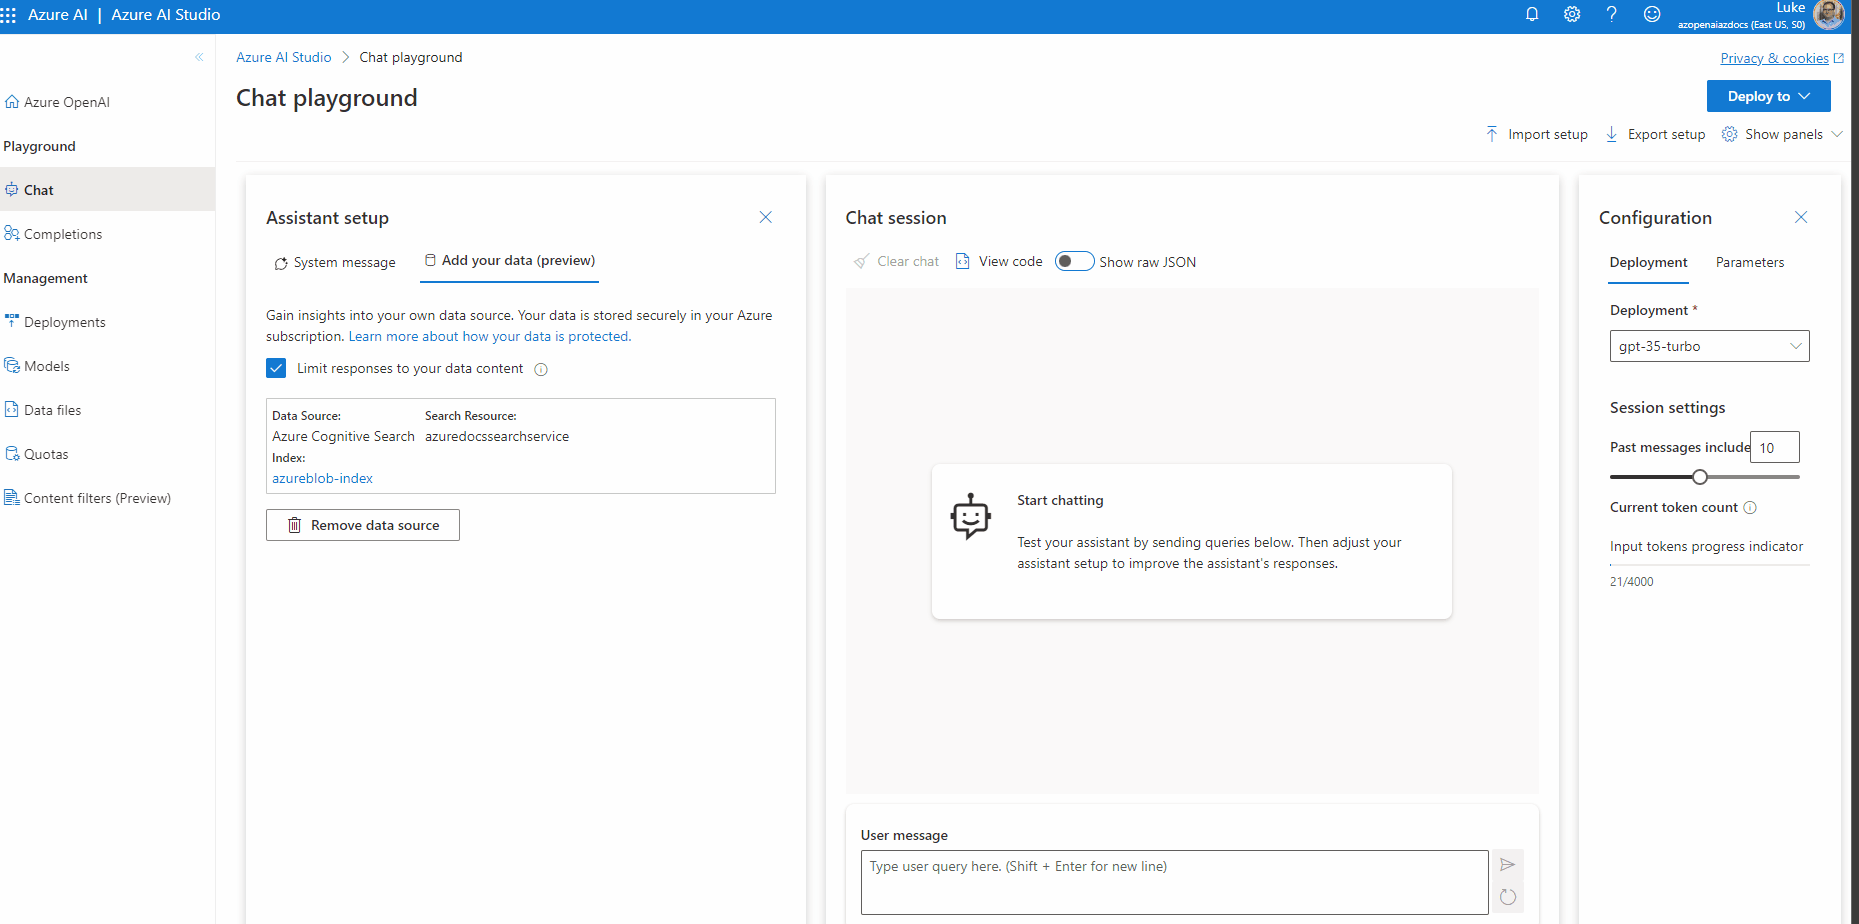 Azure AI | Azure AI Studio
Luke
azopenaiazdocs (East US, S0)
Azure OpenAI
Playground
Chat
Completions
Management
Deployments
Models
Data files
Quotas
Content filters (Preview)
Azure AI Studio > Chat playground
Privacy & cookies
Chat playground
Deploy to
Import setup
Export setup
Show panels
Assistant setup
System message
Add your data (preview)
Gain insights into your own data source. Your data is stored securely in your Azure
subscription. Learn more about how your data is protected.
Limit responses to your data content
Data Source:
Azure Cognitive Search
Search Resource:
azuredocssearchservice
Index:
azureblob-index
Remove data source
Chat session
Clear chat
View code
Show raw JSON
Start chatting
Test your assistant by sending queries below. Then adjust your
assistant setup to improve the assistant's responses.
User message
Type user query here. (Shift + Enter for new line)
Configuration
Deployment
Parameters
Deployment *
gpt-35-turbo
Session settings
Past messages include
10
Current token count
Input tokens progress indicator
21/4000